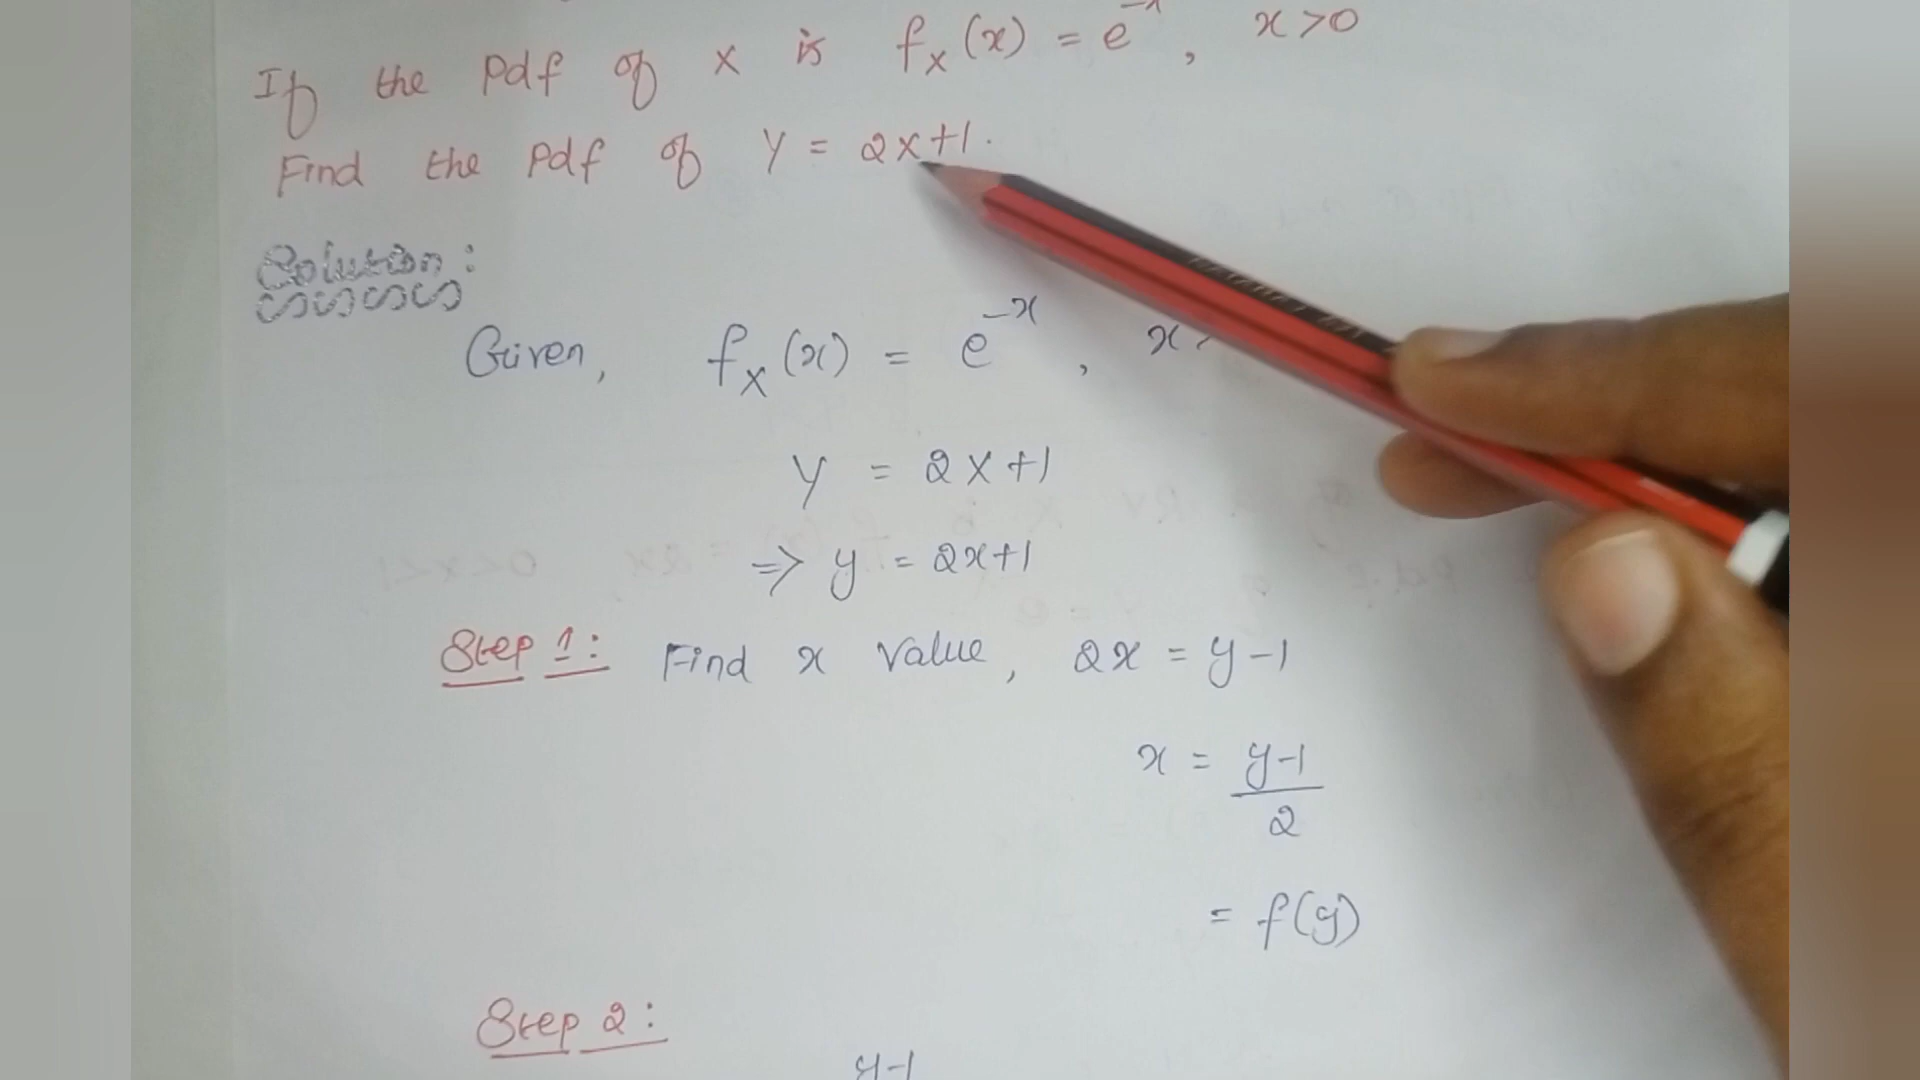 If the Pdf of X is fX(x) = e^-x, x>0
Find the Pdf of Y = 2X+1.
Solution:
Given, fX(x) = e^-x, x
Y = 2X+1
⇒ y = 2x+1
Step 1: Find x Value, 2x = y-1
x = y-1
2
= f(y)
Step 2:
y-1